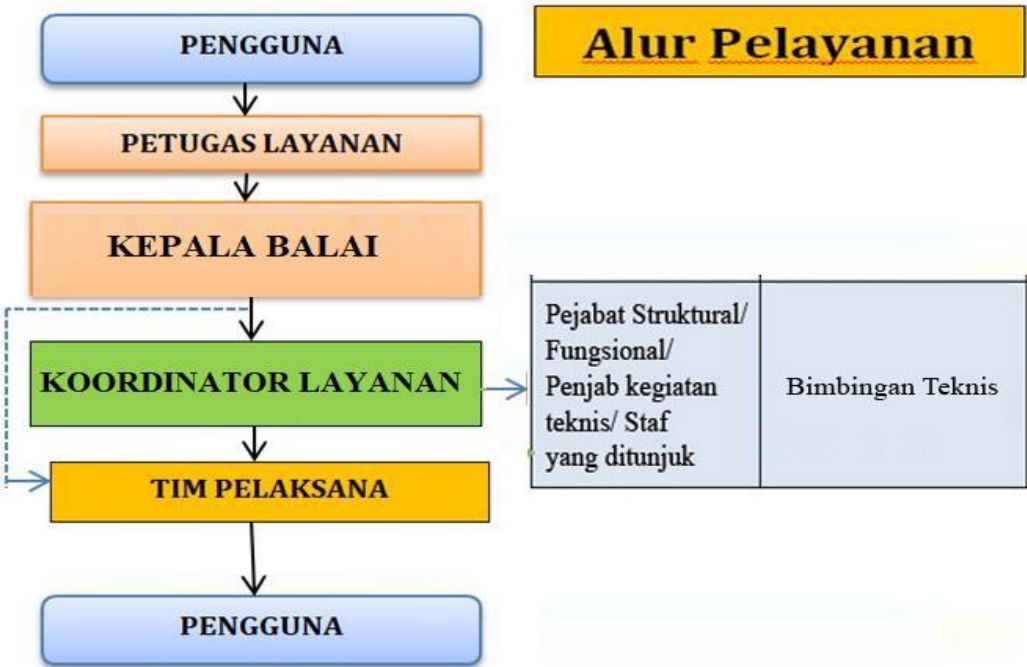 Alur Pelayanan
PENGGUNA
PETUGAS LAYANAN
KEPALA BALAI
KOORDINATOR LAYANAN
Pejabat Struktural/
Fungsional/
Penjab kegiatan
teknis/ Staf
yang ditunjuk
Bimbingan Teknis
TIM PELAKSANA
PENGGUNA